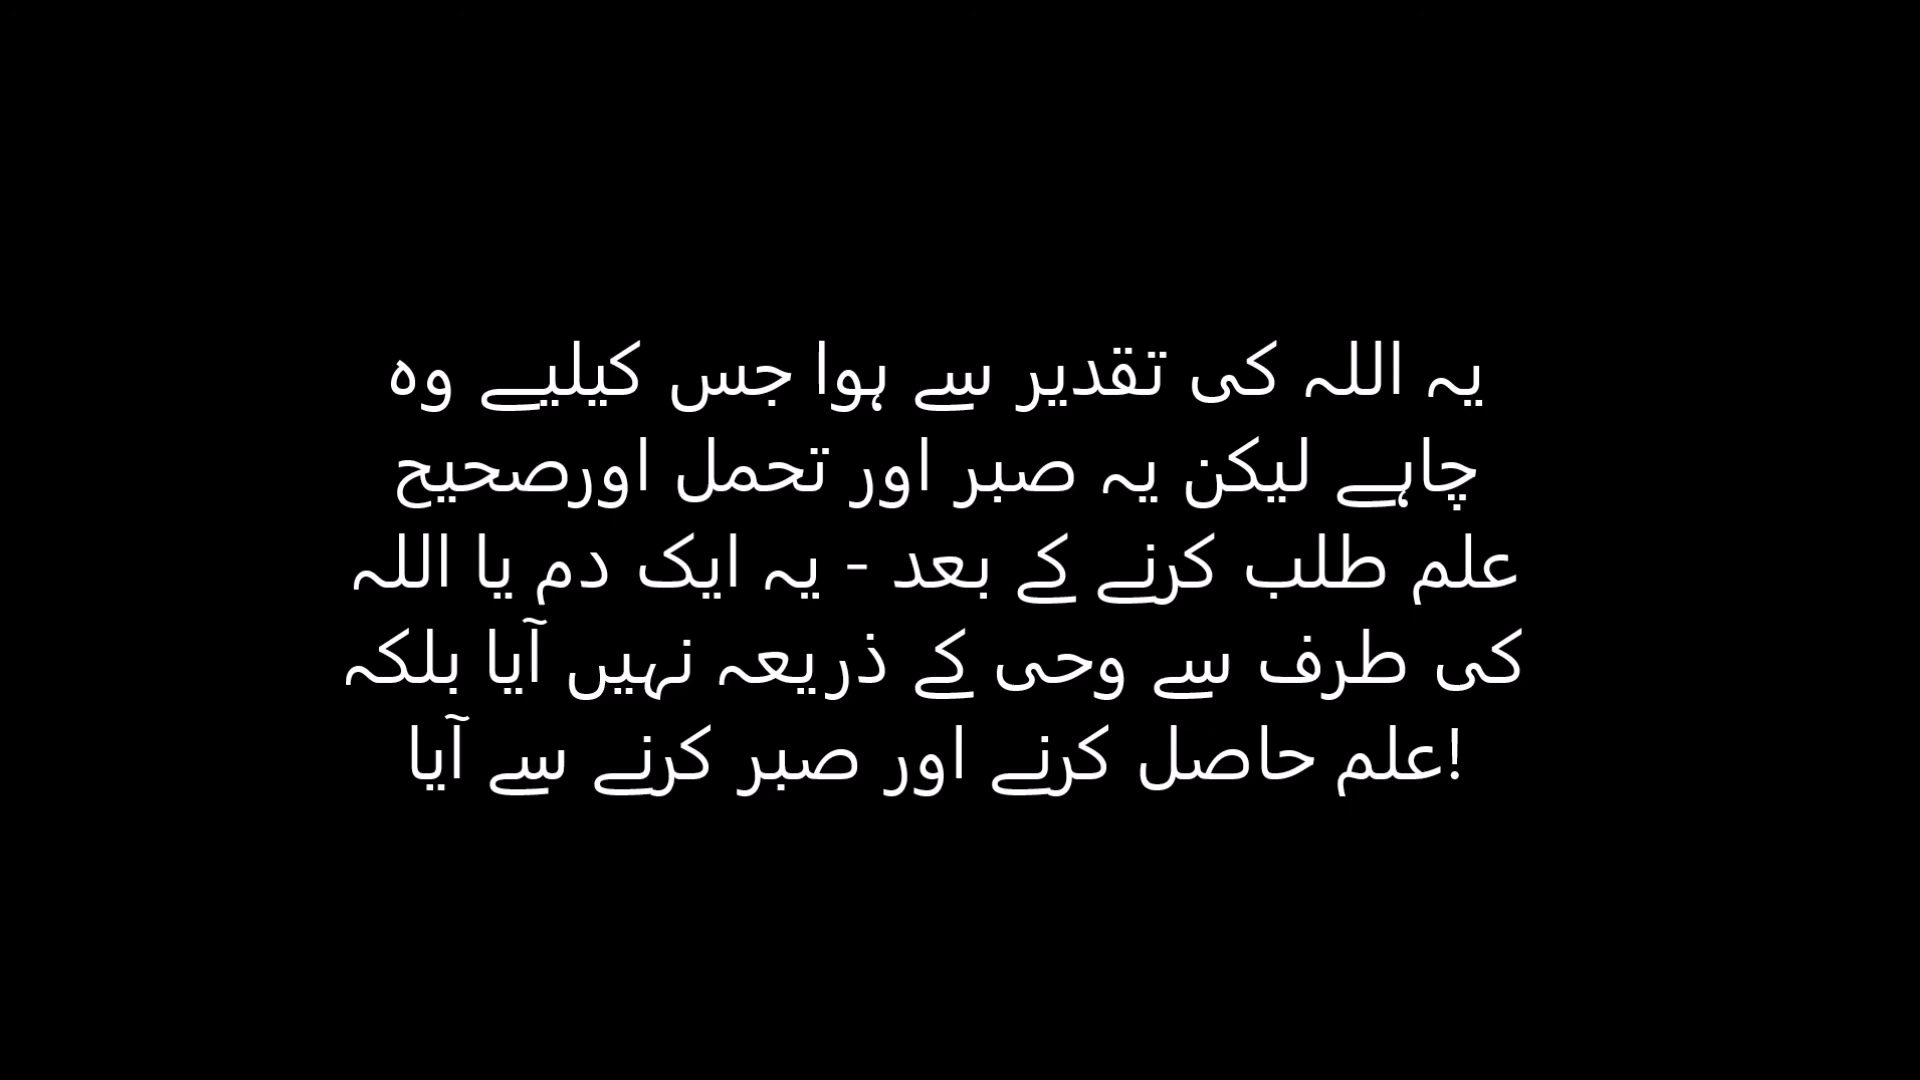 یہ اللہ کی تقدیر سے ہوا جس کیلیے وہ
چاہے لیکن یہ صبر اور تحمل اورصحیح
علم طلب کرنے کے بعد - یہ ایک دم یا اللہ
کی طرف سے وحی کے ذریعہ نہیں آیا بلکہ
علم حاصل کرنے اور صبر کرنے سے آیا!